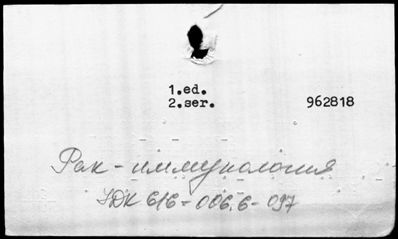 1.ed.
2.ser. 962818
Рак - иммунология
УДК 616-006.6-097